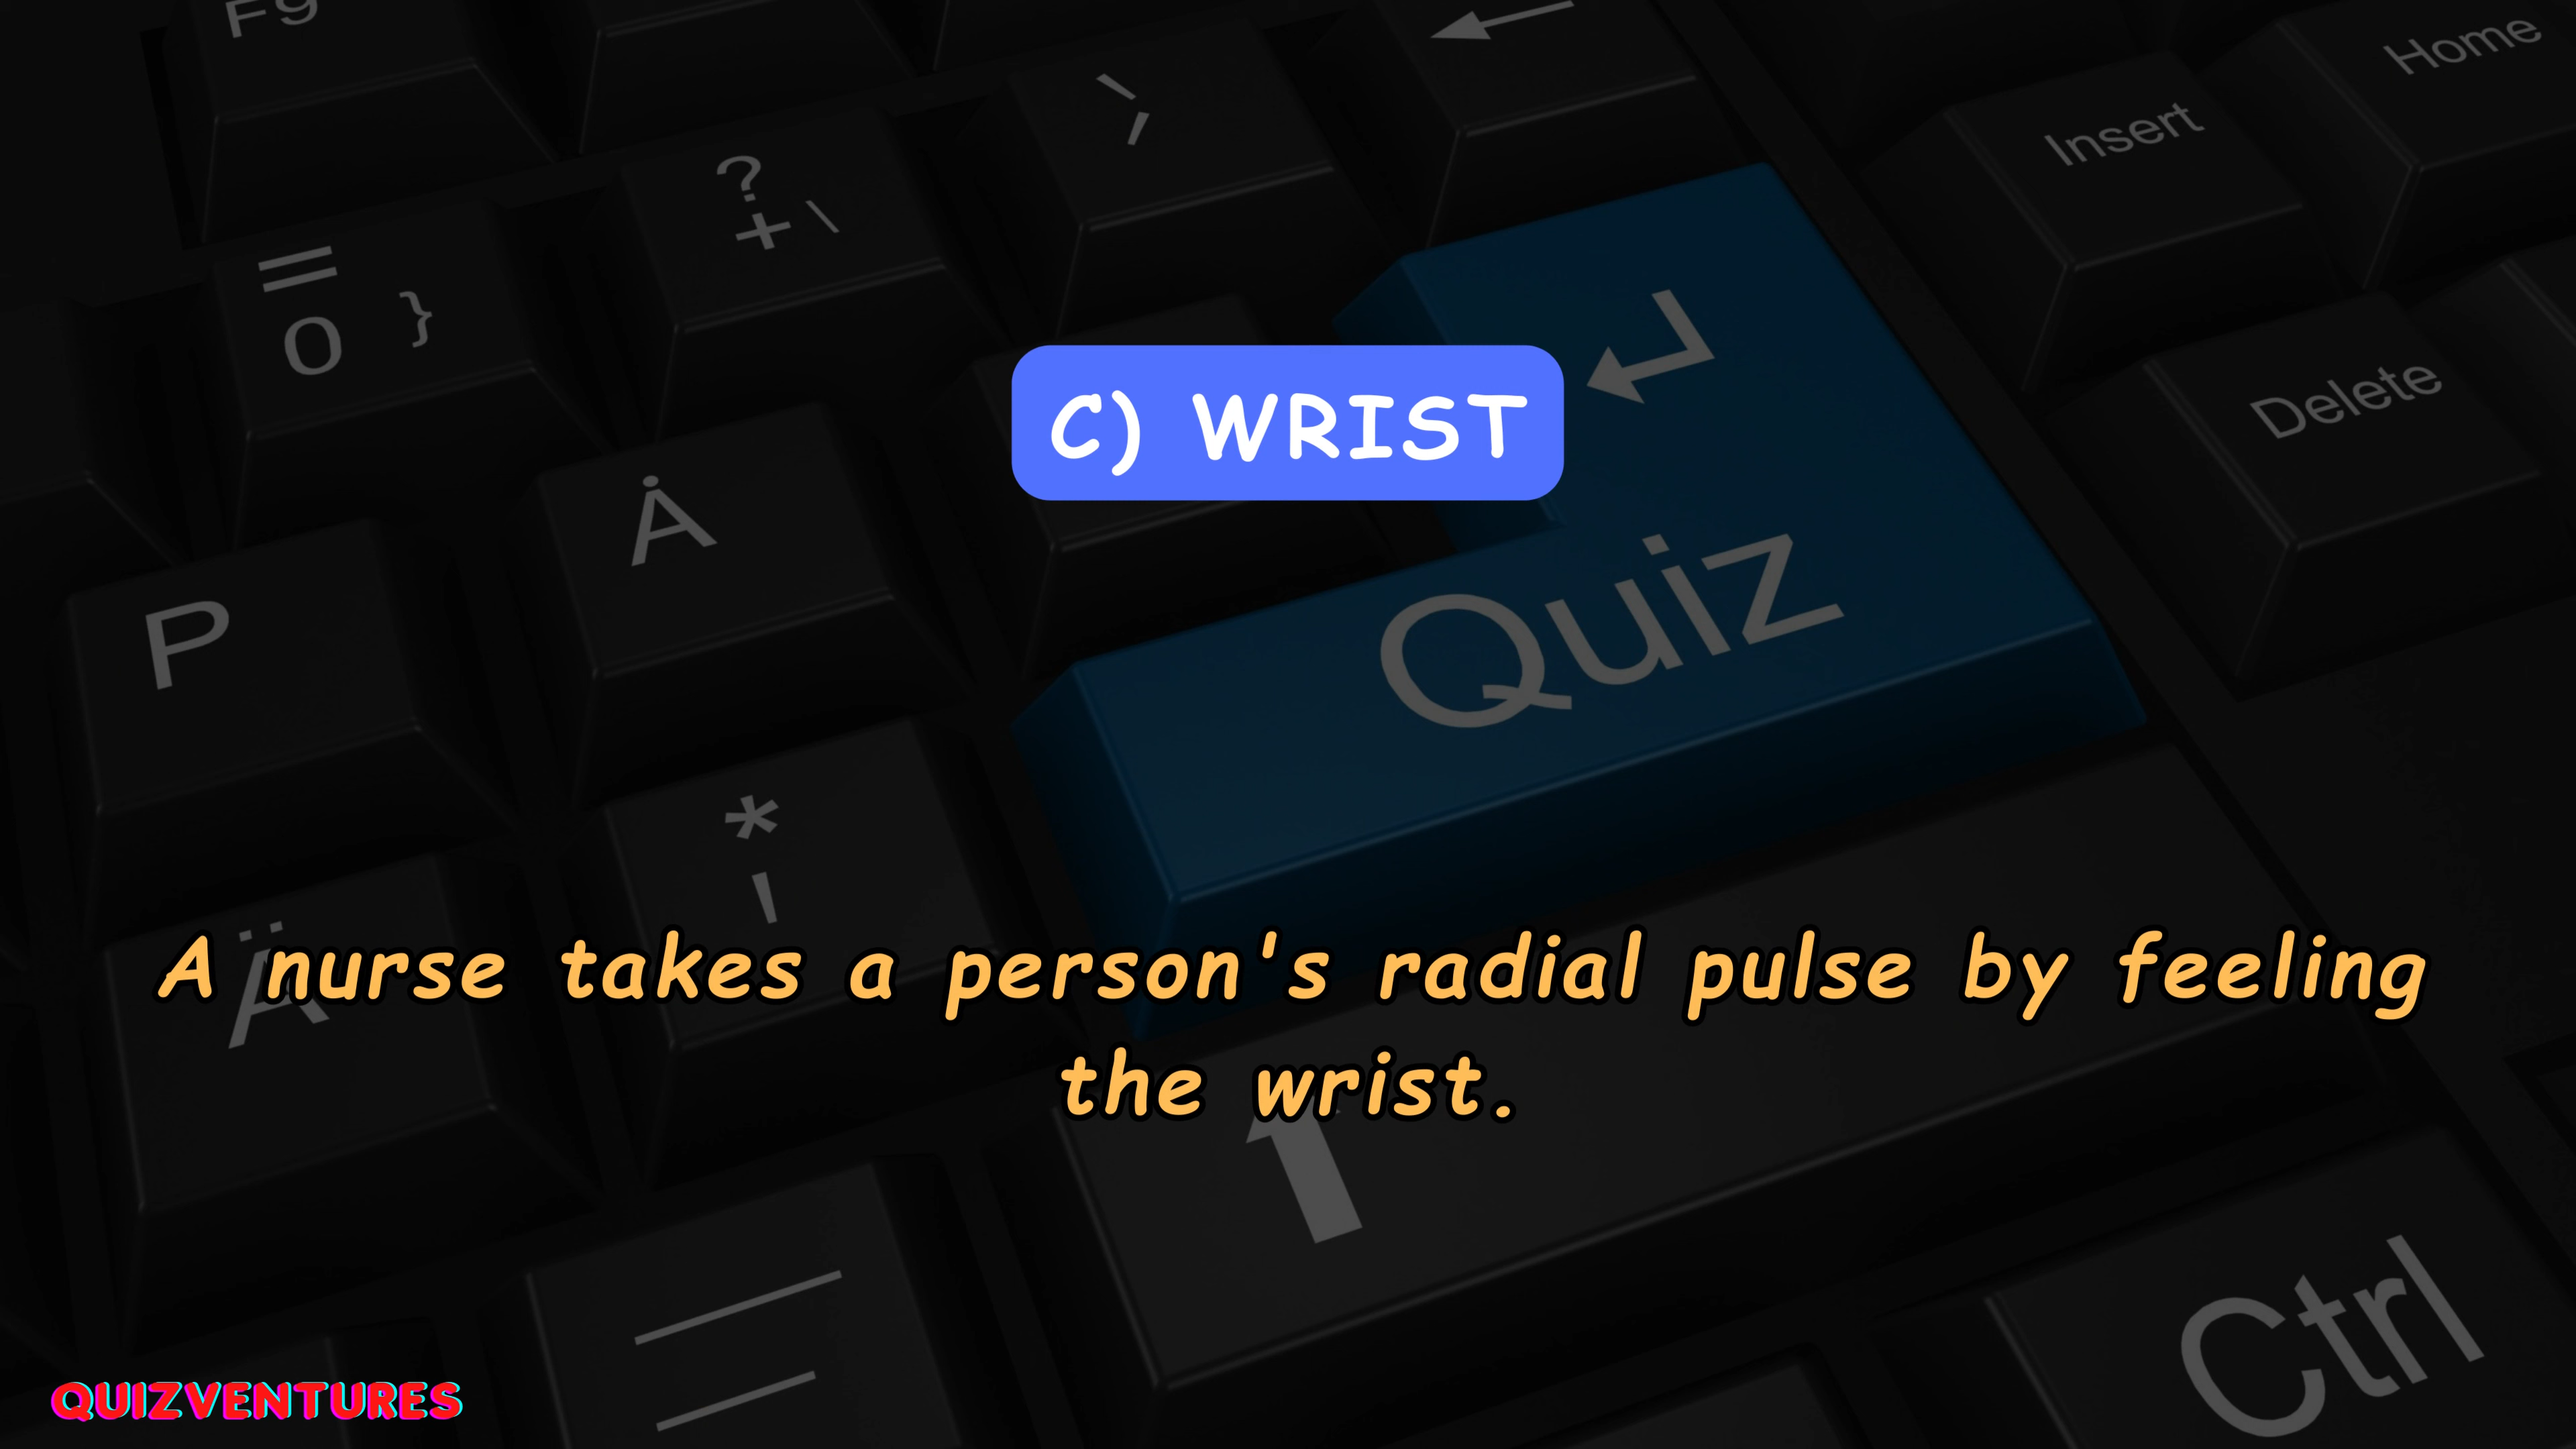 F9
Home
Insert
?
+ \
=
0 }
Delete
C) WRIST
Å
Quiz
P
*
'
Ä
A nurse takes a person's radial pulse by feeling
the wrist.
Ctrl
QUIZVENTURES